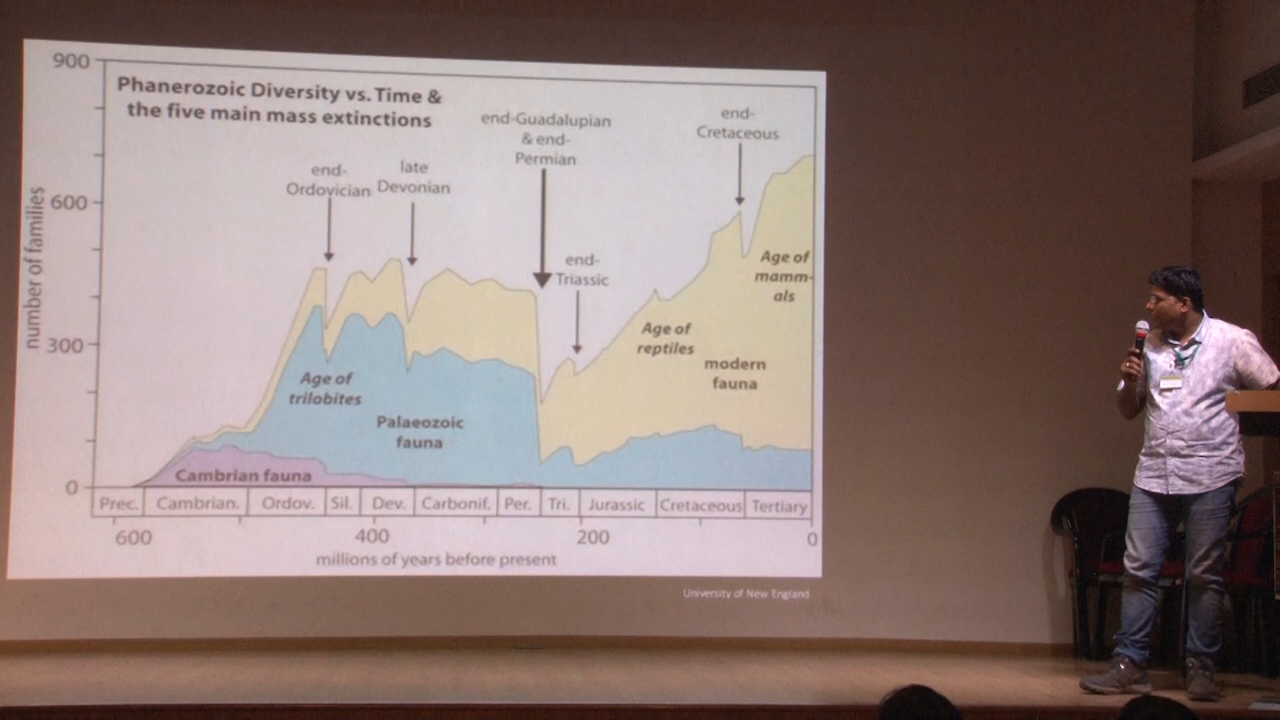 900
Phanerozoic Diversity vs. Time &
the five main mass extinctions
end-Guadalupian
& end-
Permian
end-
Cretaceous
end-
Ordovician
late
Devonian
600
number of families
end-
Triassic
Age of
mamm-
als
300
Age of
reptiles
modern
fauna
Age of
trilobites
Palaeozoic
fauna
Cambrian fauna
0
Prec. Cambrian. Ordov. Sil. Dev. Carbonif. Per. Tri. Jurassic Cretaceous Tertiary
600 400 200 0
millions of years before present
University of New England